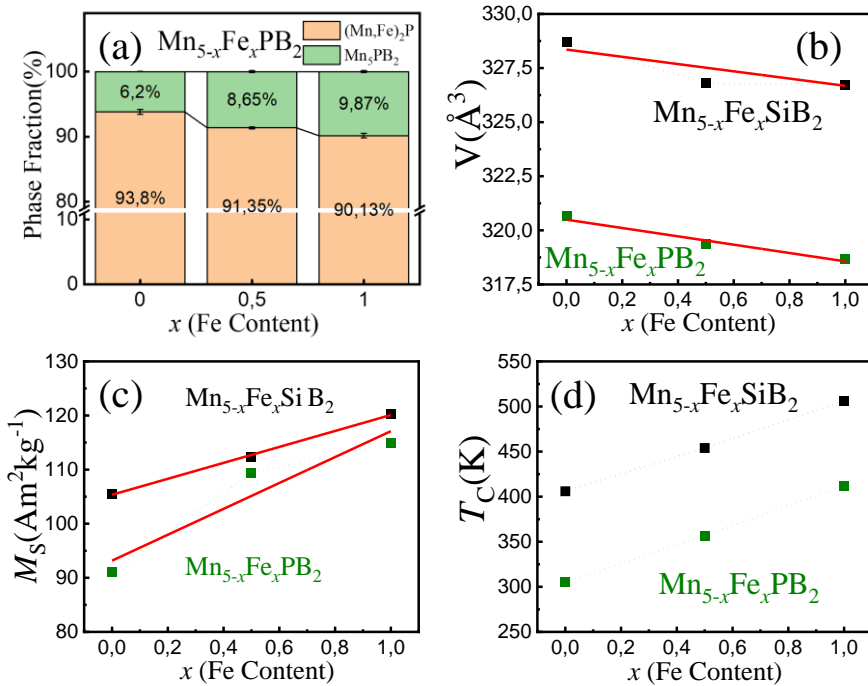 (a)
Mn5-xFexPB2
(Mn,Fe)2P
Mn5PB2
Phase Fraction(%)
100
90
80
10
0
6,2%
8,65%
9,87%
93,8%
91,35%
90,13%
0
0,5
1
x (Fe Content)
(b)
V(Å3)
330,0
327,5
325,0
322,5
320,0
317,5
Mn5-xFexSiB2
Mn5-xFexPB2
0,0 0,2 0,4 0,6 0,8 1,0
x (Fe Content)
(c)
MS(Am2kg-1)
130
120
110
100
90
80
Mn5-xFexSi B2
Mn5-xFexPB2
0,0 0,2 0,4 0,6 0,8 1,0
x (Fe Content)
(d)
TC(K)
550
500
450
400
350
300
250
Mn5-xFexSiB2
Mn5-xFexPB2
0,0 0,2 0,4 0,6 0,8 1,0
x (Fe Content)